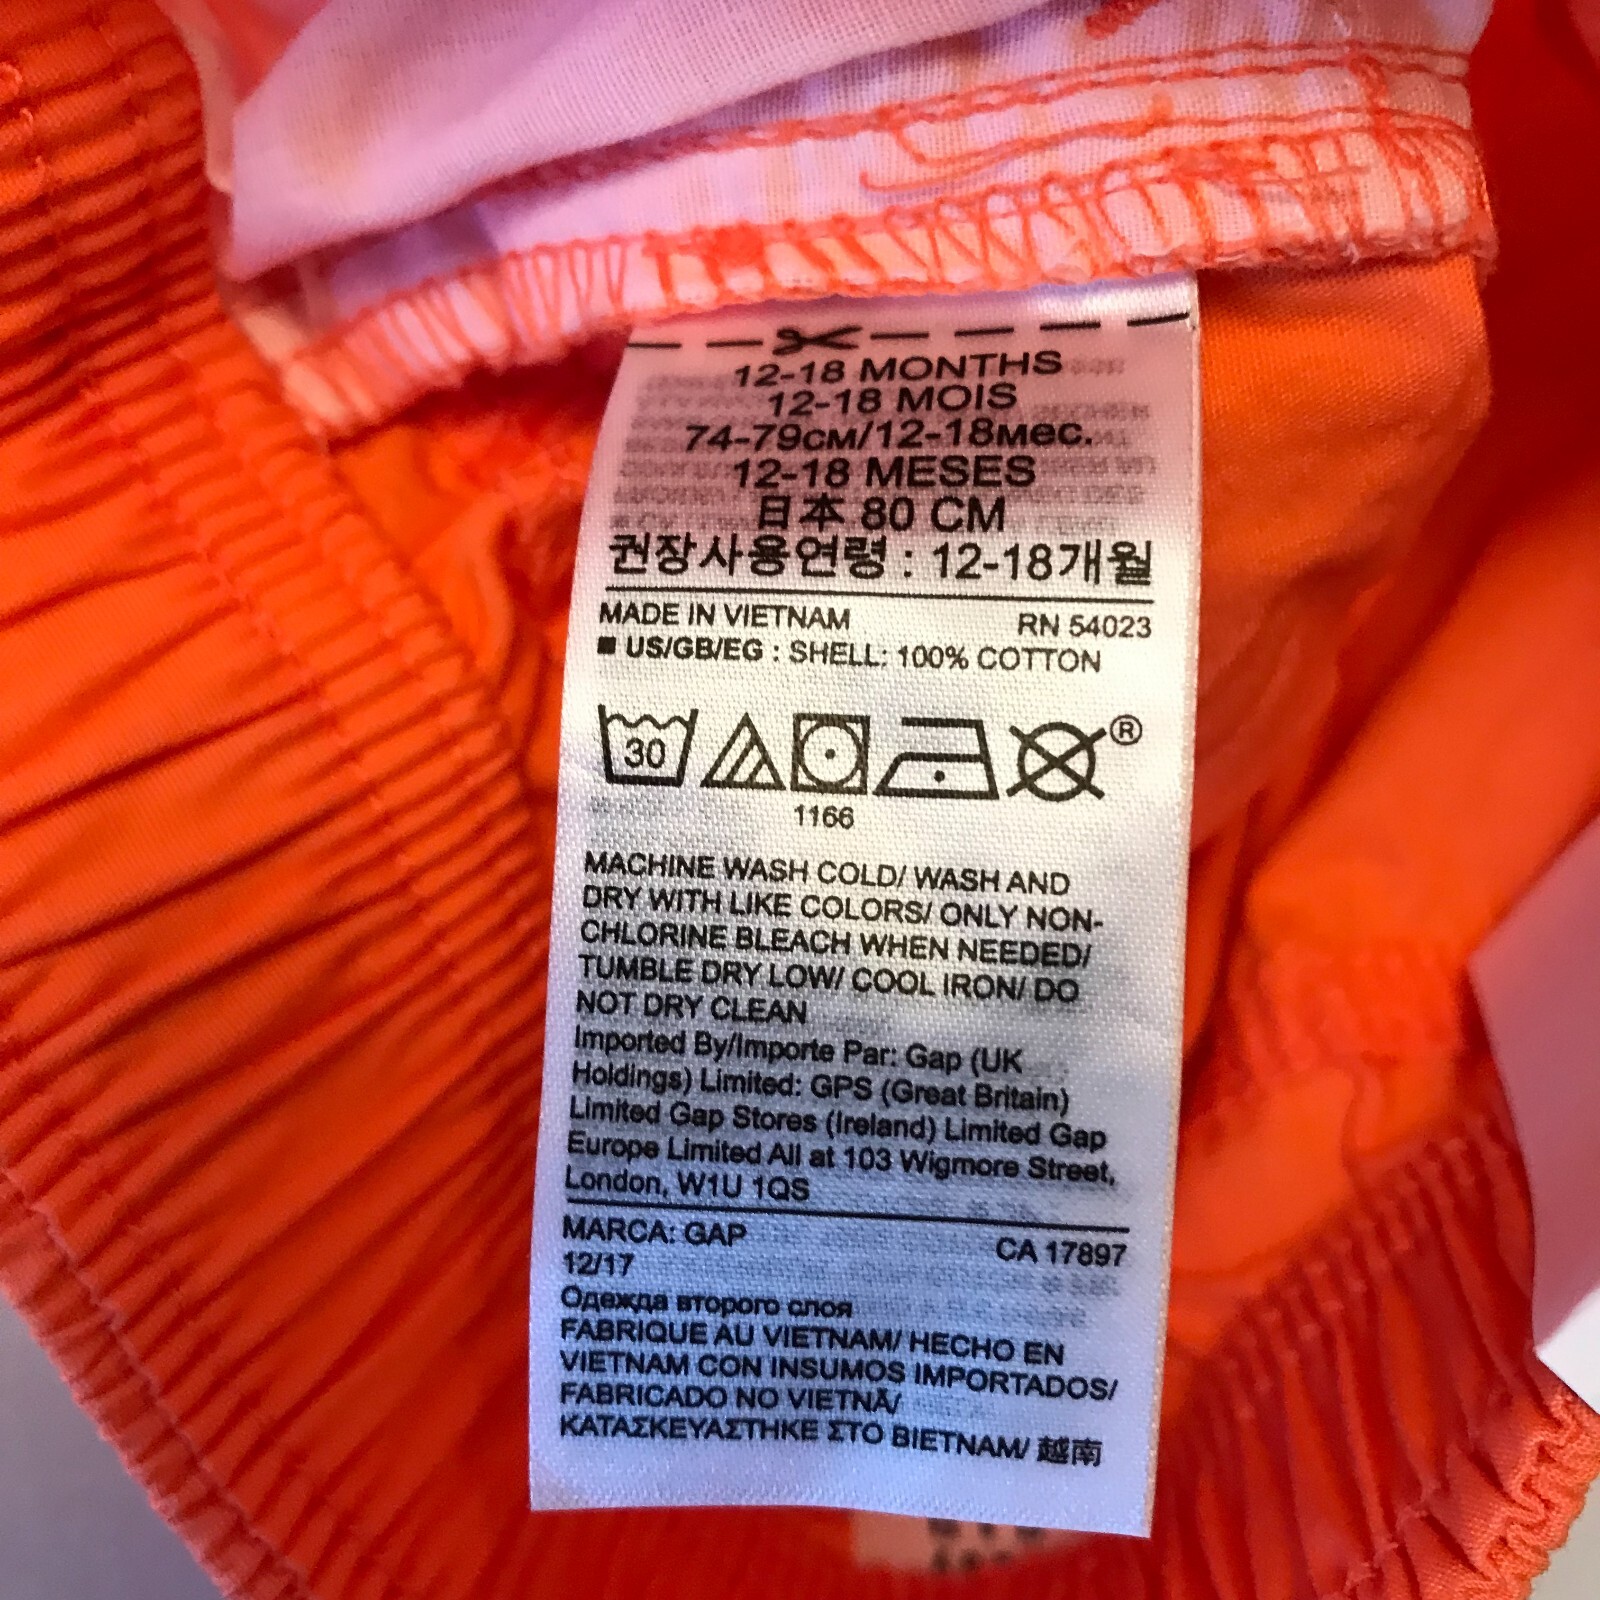 12-18 MONTHS
12-18 MOIS
74-79см/12-18мес.
12-18 MESES
日本 80 CM
권장사용연령 : 12-18개월
MADE IN VIETNAM RN 54023
■ US/GB/EG : SHELL: 100% COTTON
30 ®
1166
MACHINE WASH COLD/ WASH AND
DRY WITH LIKE COLORS/ ONLY NON-
CHLORINE BLEACH WHEN NEEDED/
TUMBLE DRY LOW/ COOL IRON/ DO
NOT DRY CLEAN
Imported By/Importe Par: Gap (UK
Holdings) Limited: GPS (Great Britain)
Limited Gap Stores (Ireland) Limited Gap
Europe Limited All at 103 Wigmore Street,
London, W1U 1QS
MARCA: GAP CA 17897
12/17
Одежда второго слоя
FABRIQUE AU VIETNAM/ HECHO EN
VIETNAM CON INSUMOS IMPORTADOS/
FABRICADO NO VIETNÃ/
ΚΑΤΑΣΚΕΥΑΣΤΗΚΕ ΣΤΟ ΒΙΕΤΝΑΜ/ 越南